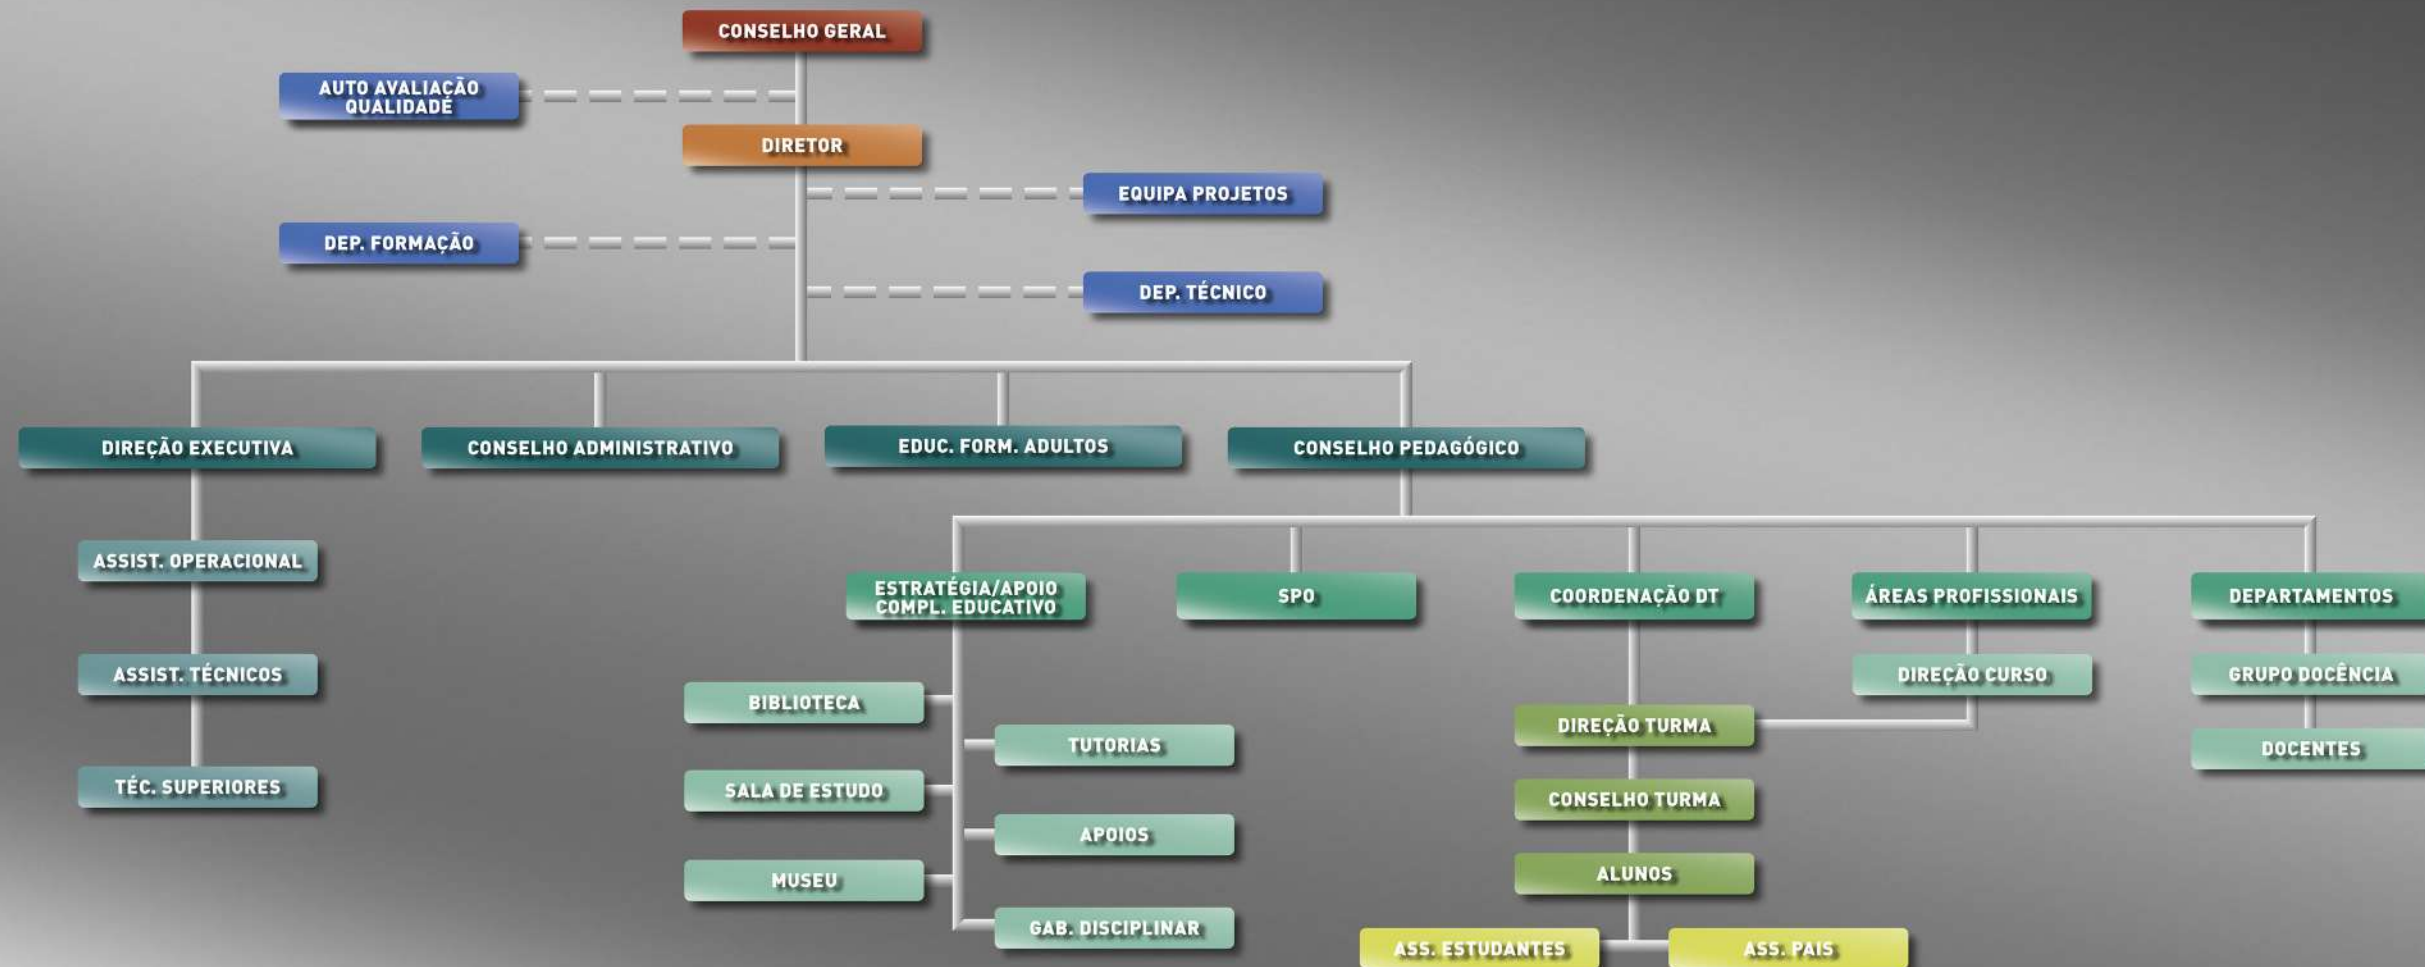 CONSELHO GERAL
AUTO AVALIAÇÃO
QUALIDADE
DIRETOR
EQUIPA PROJETOS
DEP. FORMAÇÃO
DEP. TÉCNICO
DIREÇÃO EXECUTIVA
CONSELHO ADMINISTRATIVO
EDUC. FORM. ADULTOS
CONSELHO PEDAGÓGICO
ASSIST. OPERACIONAL
ASSIST. TÉCNICOS
TÉC. SUPERIORES
ESTRATÉGIA/APOIO
COMPL. EDUCATIVO
SPO
COORDENAÇÃO DT
ÁREAS PROFISSIONAIS
DEPARTAMENTOS
BIBLIOTECA
TUTORIAS
SALA DE ESTUDO
APOIOS
MUSEU
GAB. DISCIPLINAR
DIREÇÃO CURSO
GRUPO DOCÊNCIA
DIREÇÃO TURMA
DOCENTES
CONSELHO TURMA
ALUNOS
ASS. ESTUDANTES
ASS. PAIS